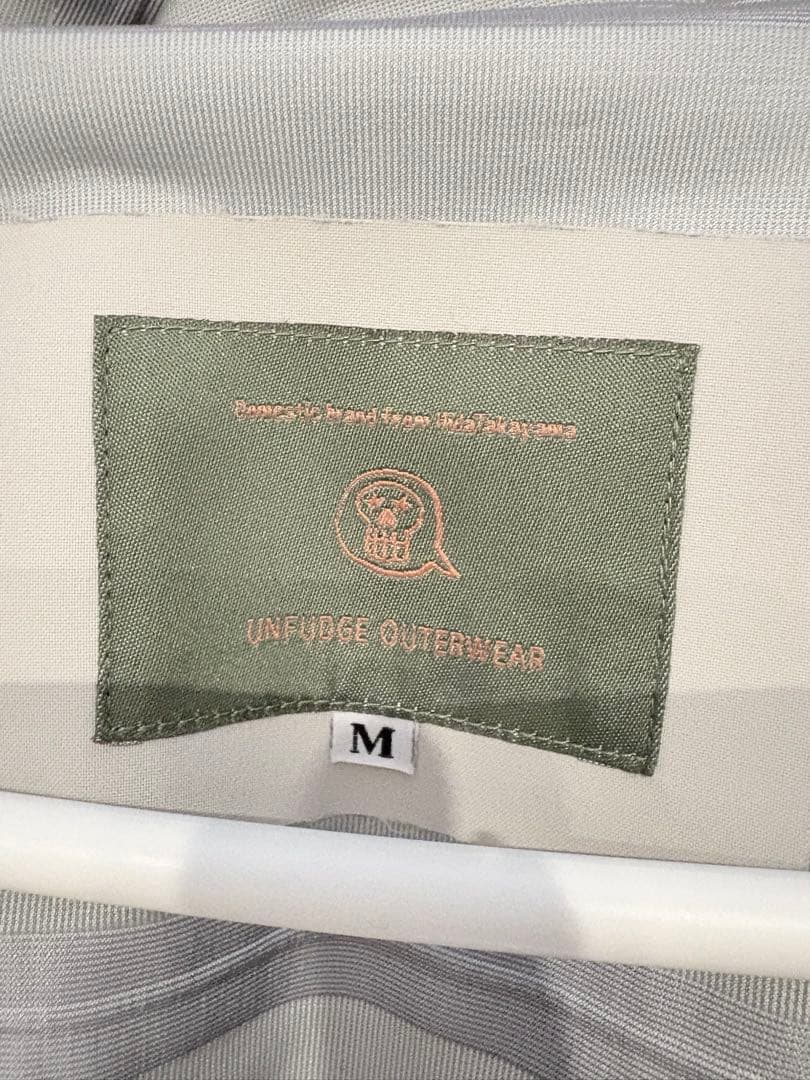 Domestic brand from HidaTakayama
UNFUDGE OUTERWEAR
M